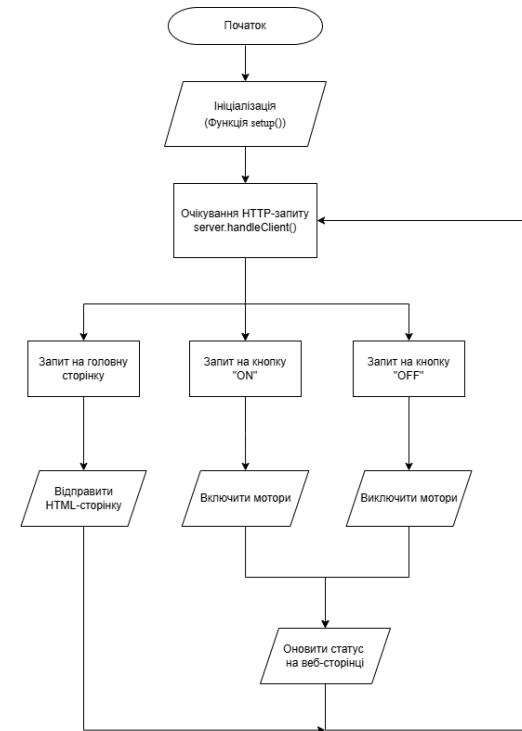 Початок
Ініціалізація
(Функція setup())
Очікування HTTP-запиту
server.handleClient()
Запит на головну
сторінку
Запит на кнопку
"ON"
Запит на кнопку
"OFF"
Відправити
HTML-сторінку
Включити мотори
Виключити мотори
Оновити статус
на веб-сторінці